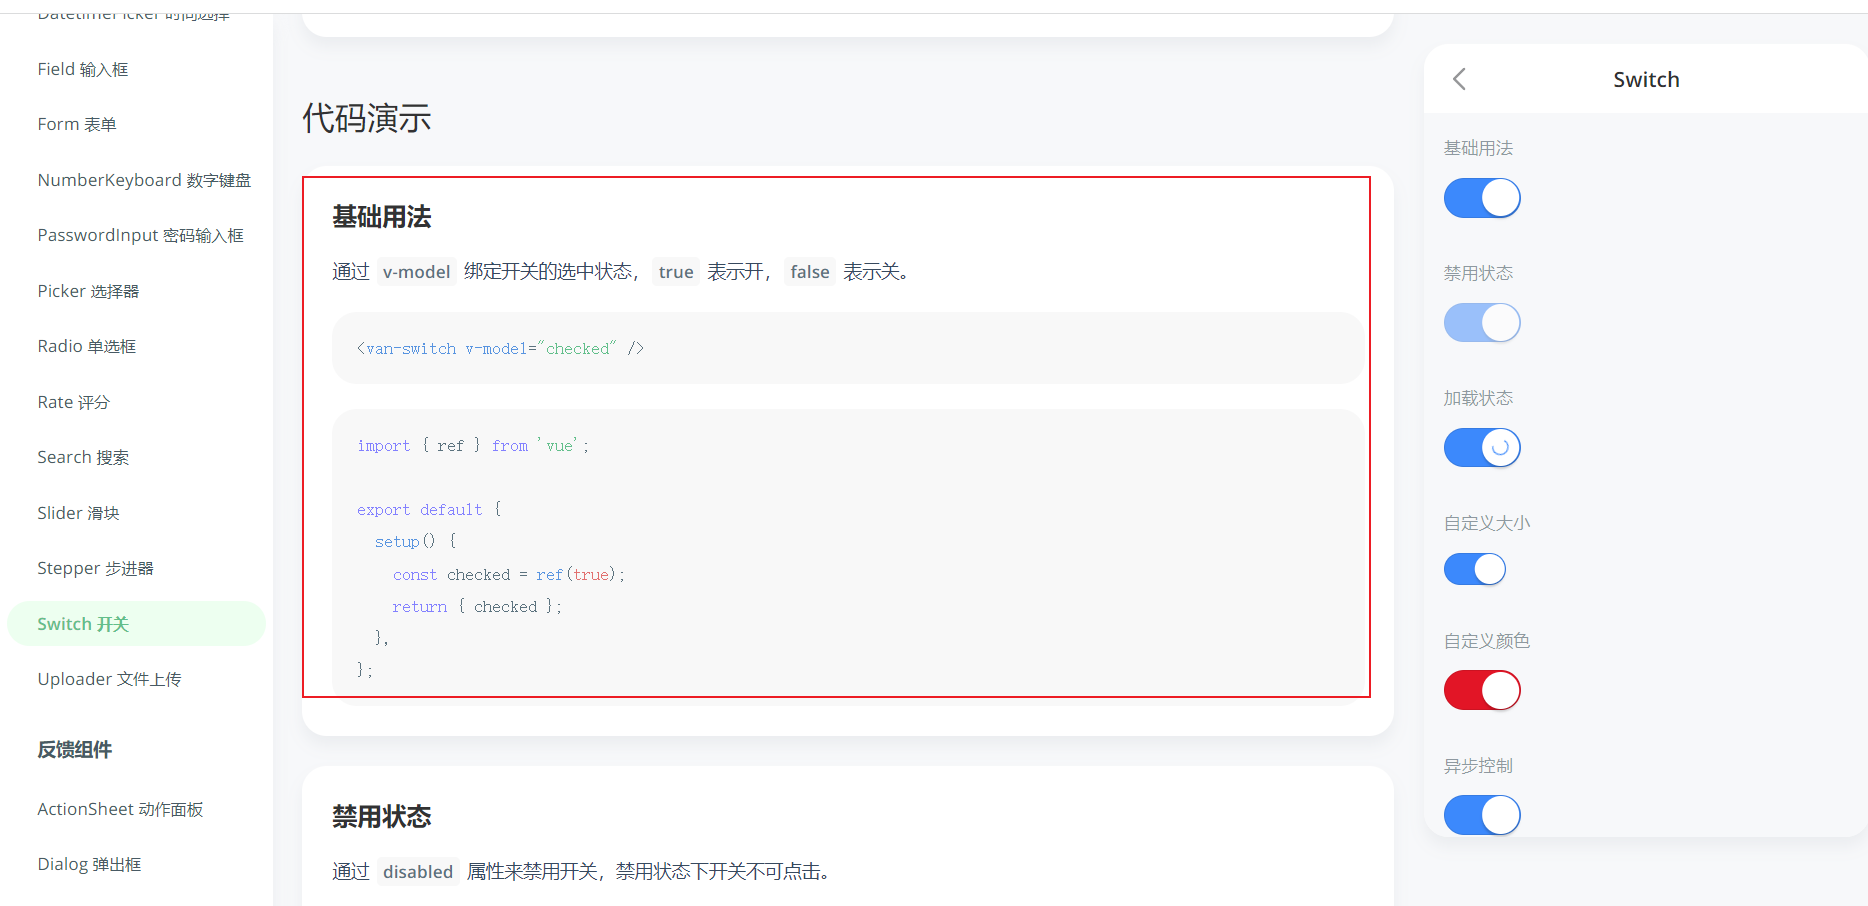 DatetimePicker 时间选择
Field 输入框
Form 表单
NumberKeyboard 数字键盘
PasswordInput 密码输入框
Picker 选择器
Radio 单选框
Rate 评分
Search 搜索
Slider 滑块
Stepper 步进器
Switch 开关
Uploader 文件上传
反馈组件
ActionSheet 动作面板
Dialog 弹出框
代码演示
基础用法
通过 v-model 绑定开关的选中状态，true 表示开，false 表示关。
<van-switch v-model="checked" />
import { ref } from 'vue';
export default {
  setup() {
    const checked = ref(true);
    return { checked };
  },
};
禁用状态
通过 disabled 属性来禁用开关，禁用状态下开关不可点击。
Switch
基础用法
禁用状态
加载状态
自定义大小
自定义颜色
异步控制